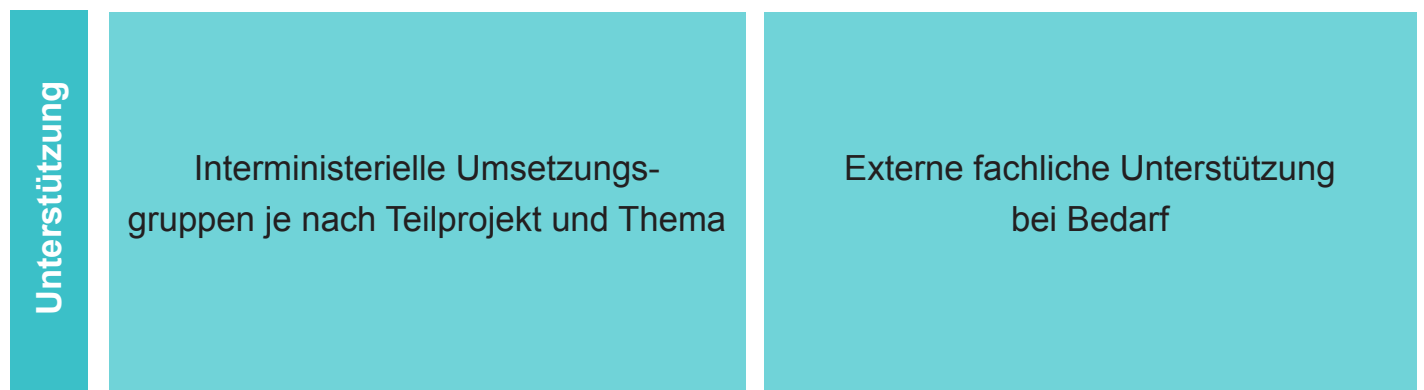 Unterstützung
Interministerielle Umsetzungs-
gruppen je nach Teilprojekt und Thema
Externe fachliche Unterstützung
bei Bedarf